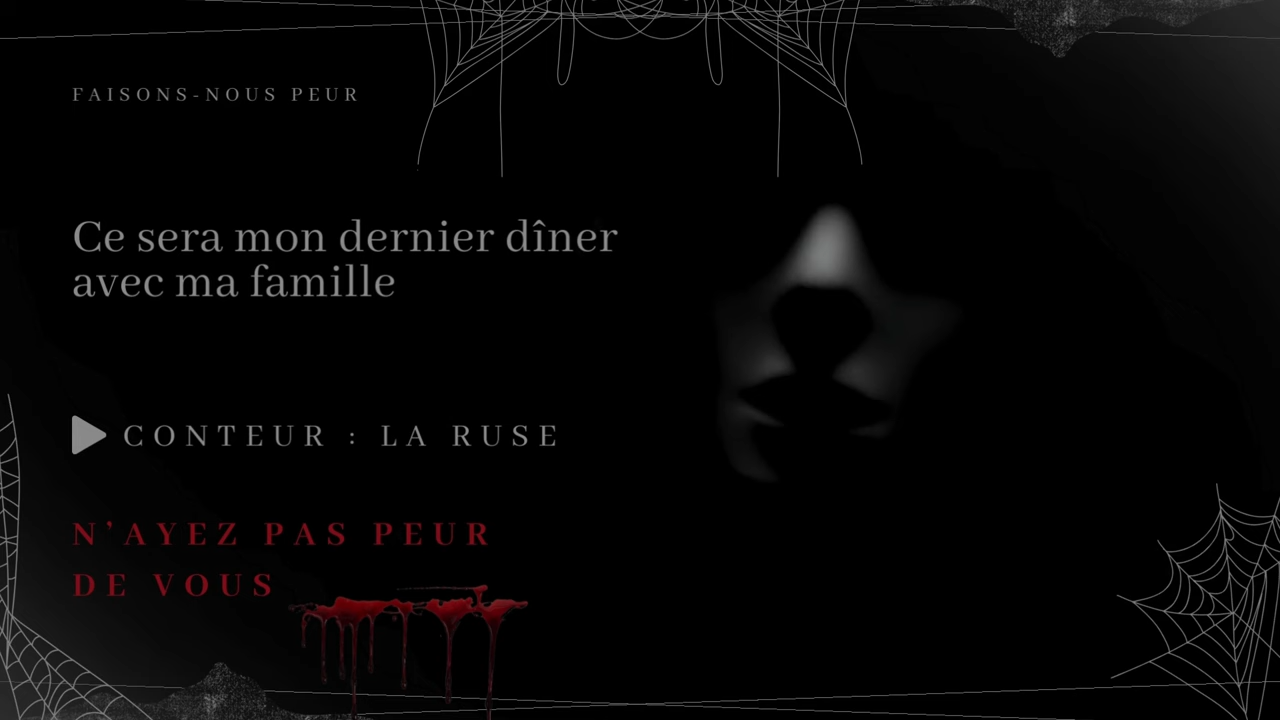 FAISONS-NOUS PEUR
Ce sera mon dernier dîner
avec ma famille
CONTEUR : LA RUSE
N’AYEZ PAS PEUR
DE VOUS